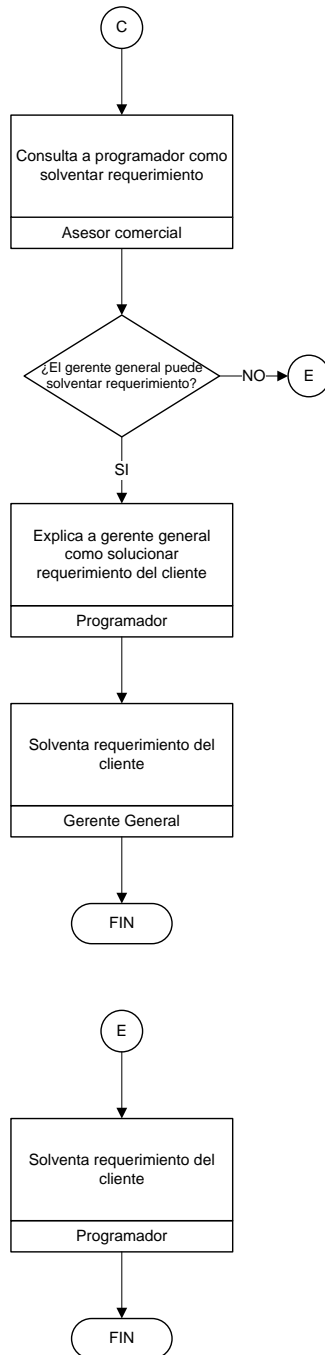 C
Consulta a programador como
solventar requerimiento
Asesor comercial
¿El gerente general puede
solventar requerimiento?
NO
E
SI
Explica a gerente general
como solucionar
requerimiento del cliente
Programador
Solventa requerimiento del
cliente
Gerente General
FIN
E
Solventa requerimiento del
cliente
Programador
FIN